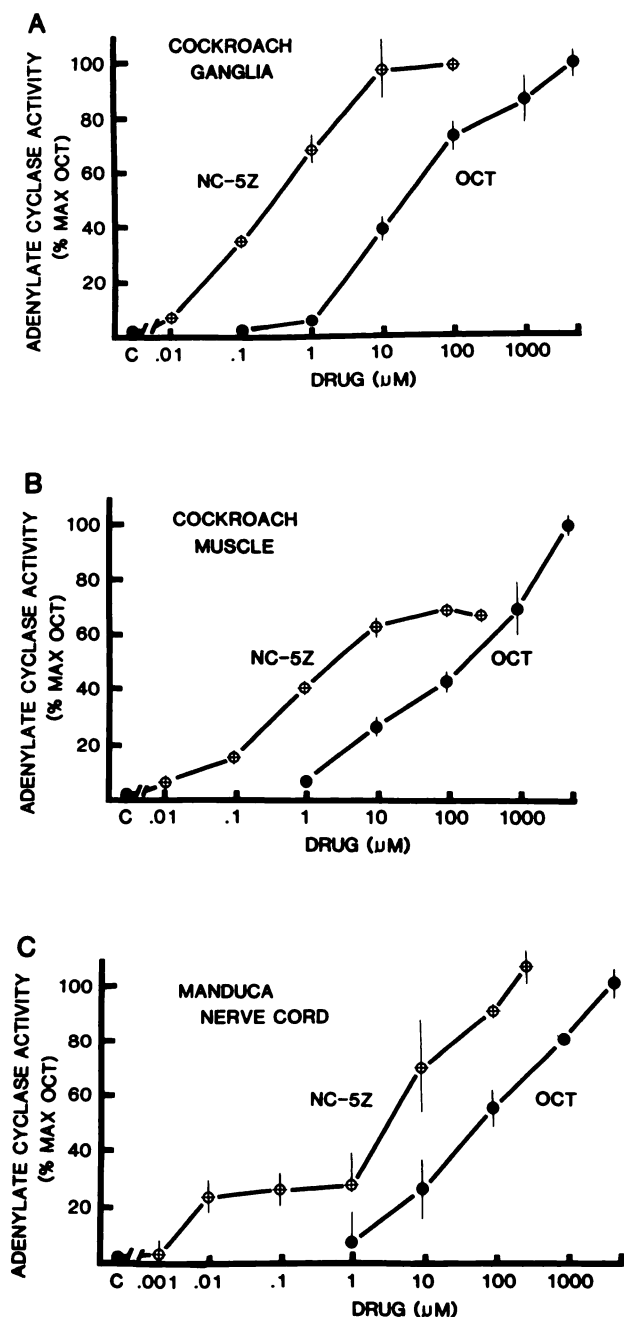 A
COCKROACH
GANGLIA
ADENYLATE CYCLASE ACTIVITY
(% MAX OCT)
100
80
60
40
20
NC-5Z
OCT
C .01 .1 1 10 100 1000
DRUG (μM)
B
COCKROACH
MUSCLE
ADENYLATE CYCLASE ACTIVITY
(% MAX OCT)
100
80
60
40
20
NC-5Z
OCT
C .01 .1 1 10 100 1000
DRUG (μM)
C
MANDUCA
NERVE CORD
ADENYLATE CYCLASE ACTIVITY
(% MAX OCT)
100
80
60
40
20
NC-5Z
OCT
C .001 .01 .1 1 10 100 1000
DRUG (μM)